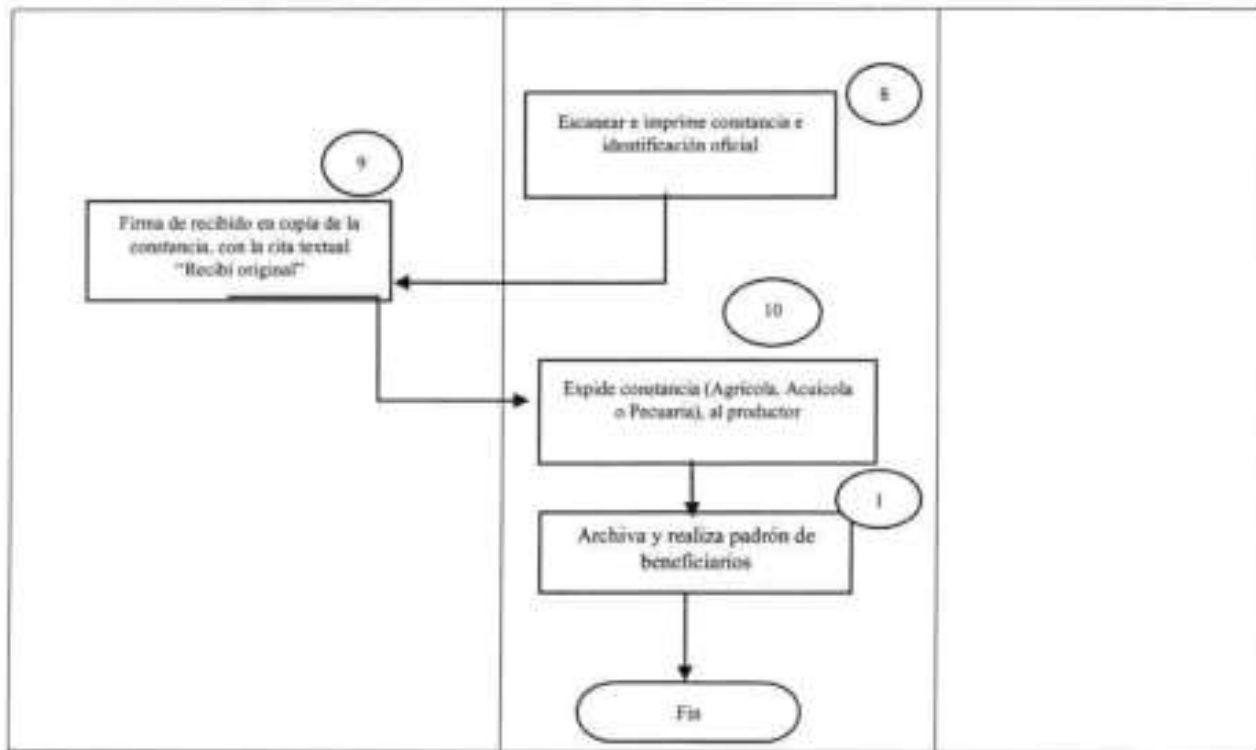 8
Escanear e imprime constancia e
identificación oficial
9
Firma de recibido en copia de la
constancia, con la cita textual
"Recibí original"
10
Expide constancia (Agrícola, Acuícola
o Pecuaria), al productor
1
Archiva y realiza padrón de
beneficiarios
Fin